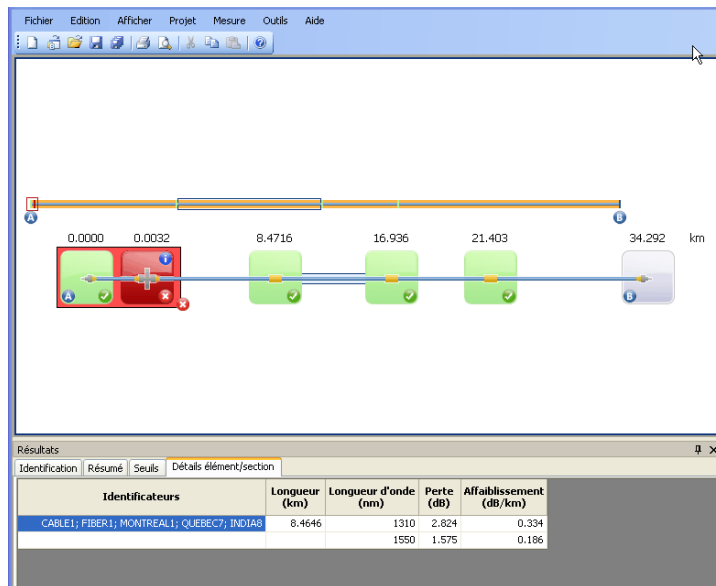 Fichier Edition Afficher Projet Mesure Outils Aide
A B
0.0000 0.0032 8.4716 16.936 21.403 34.292 km
A B
Résultats
Identification Résumé Seuils Détails élément/section
Identificateurs Longueur (km) Longueur d'onde (nm) Perte (dB) Affaiblissement (dB/km)
CABLE1; FIBER1; MONTREAL1; QUEBEC7; INDIA8 8.4646 1310 2.824 0.334
1550 1.575 0.186